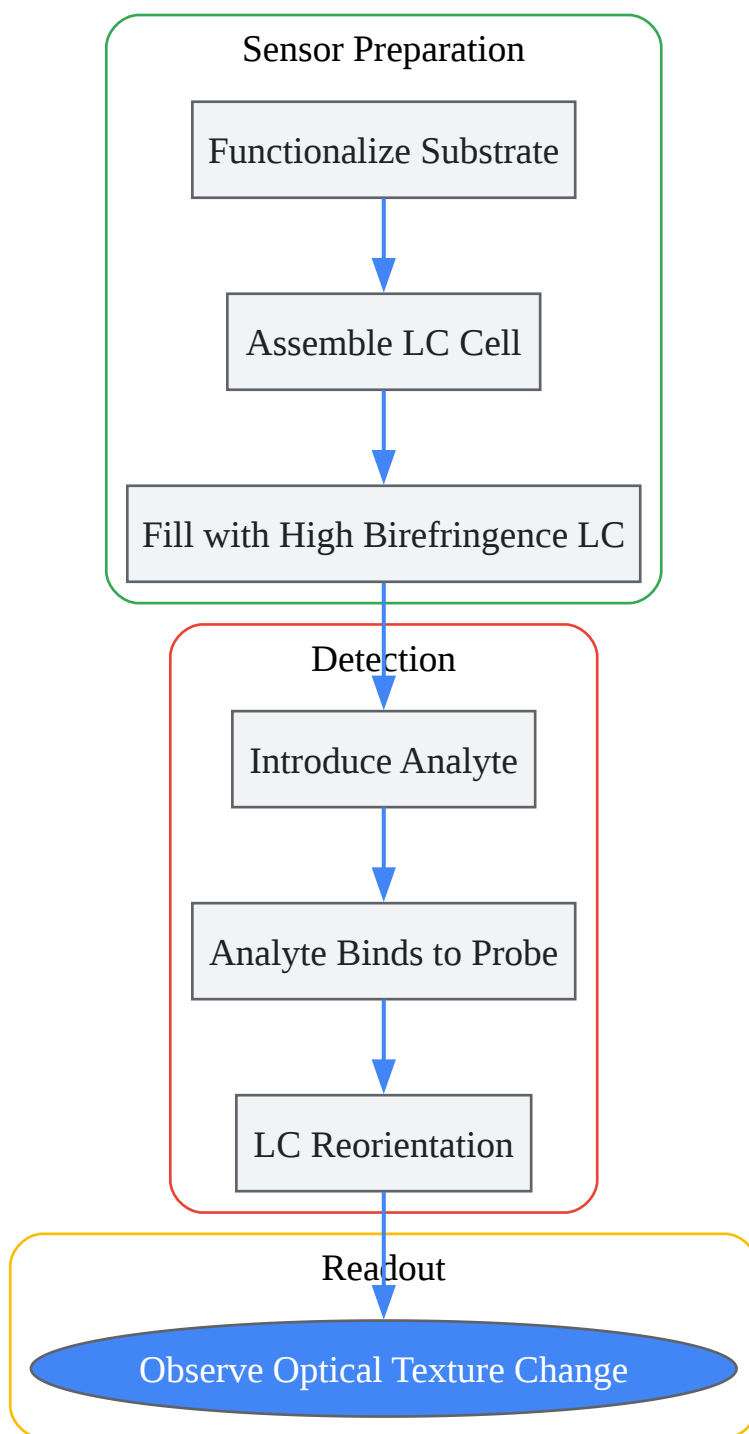 Sensor Preparation
Functionalize Substrate
Assemble LC Cell
Fill with High Birefringence LC
Detection
Introduce Analyte
Analyte Binds to Probe
LC Reorientation
Readout
Observe Optical Texture Change